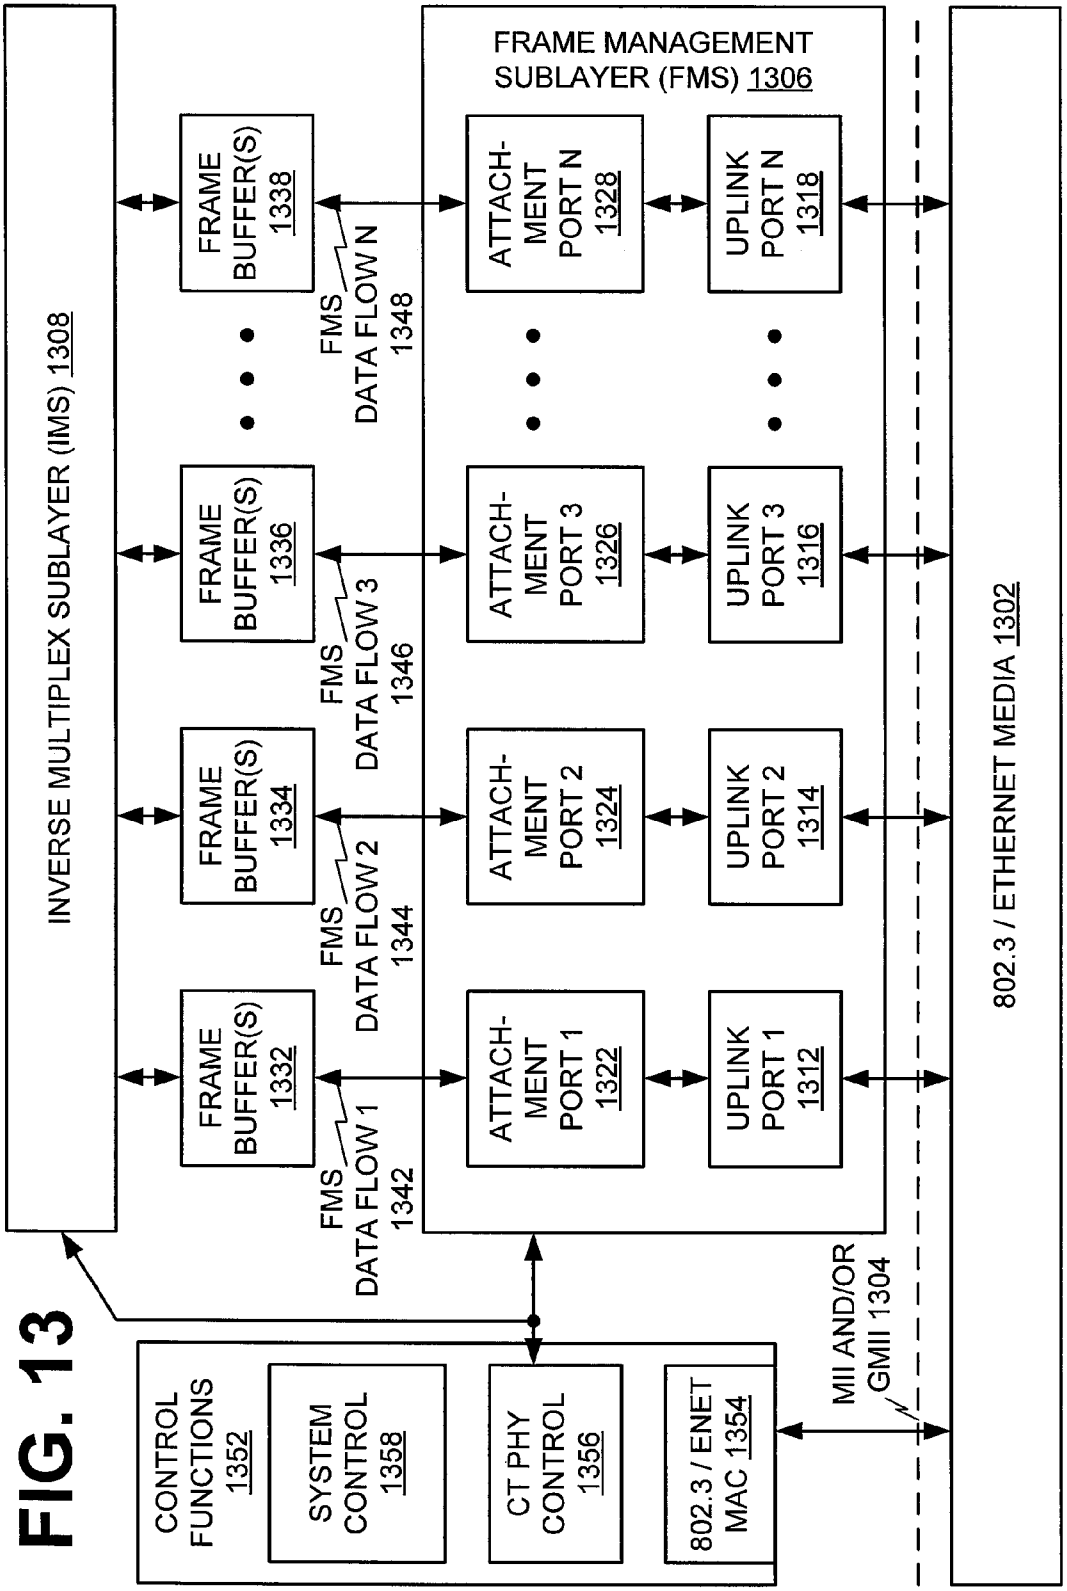 FIG. 13
INVERSE MULTIPLEX SUBLAYER (IMS) 1308
CONTROL
FUNCTIONS
1352
SYSTEM
CONTROL
1358
CT PHY
CONTROL
1356
802.3 / ENET
MAC 1354
FRAME
BUFFER(S)
1332
FRAME
BUFFER(S)
1334
FRAME
BUFFER(S)
1336
FRAME
BUFFER(S)
1338
FMS
DATA FLOW 1
1342
FMS
DATA FLOW 2
1344
FMS
DATA FLOW 3
1346
FMS
DATA FLOW N
1348
FRAME MANAGEMENT
SUBLAYER (FMS) 1306
ATTACH-
MENT
PORT 1
1322
ATTACH-
MENT
PORT 2
1324
ATTACH-
MENT
PORT 3
1326
ATTACH-
MENT
PORT N
1328
UPLINK
PORT 1
1312
UPLINK
PORT 2
1314
UPLINK
PORT 3
1316
UPLINK
PORT N
1318
MII AND/OR
GMII 1304
802.3 / ETHERNET MEDIA 1302